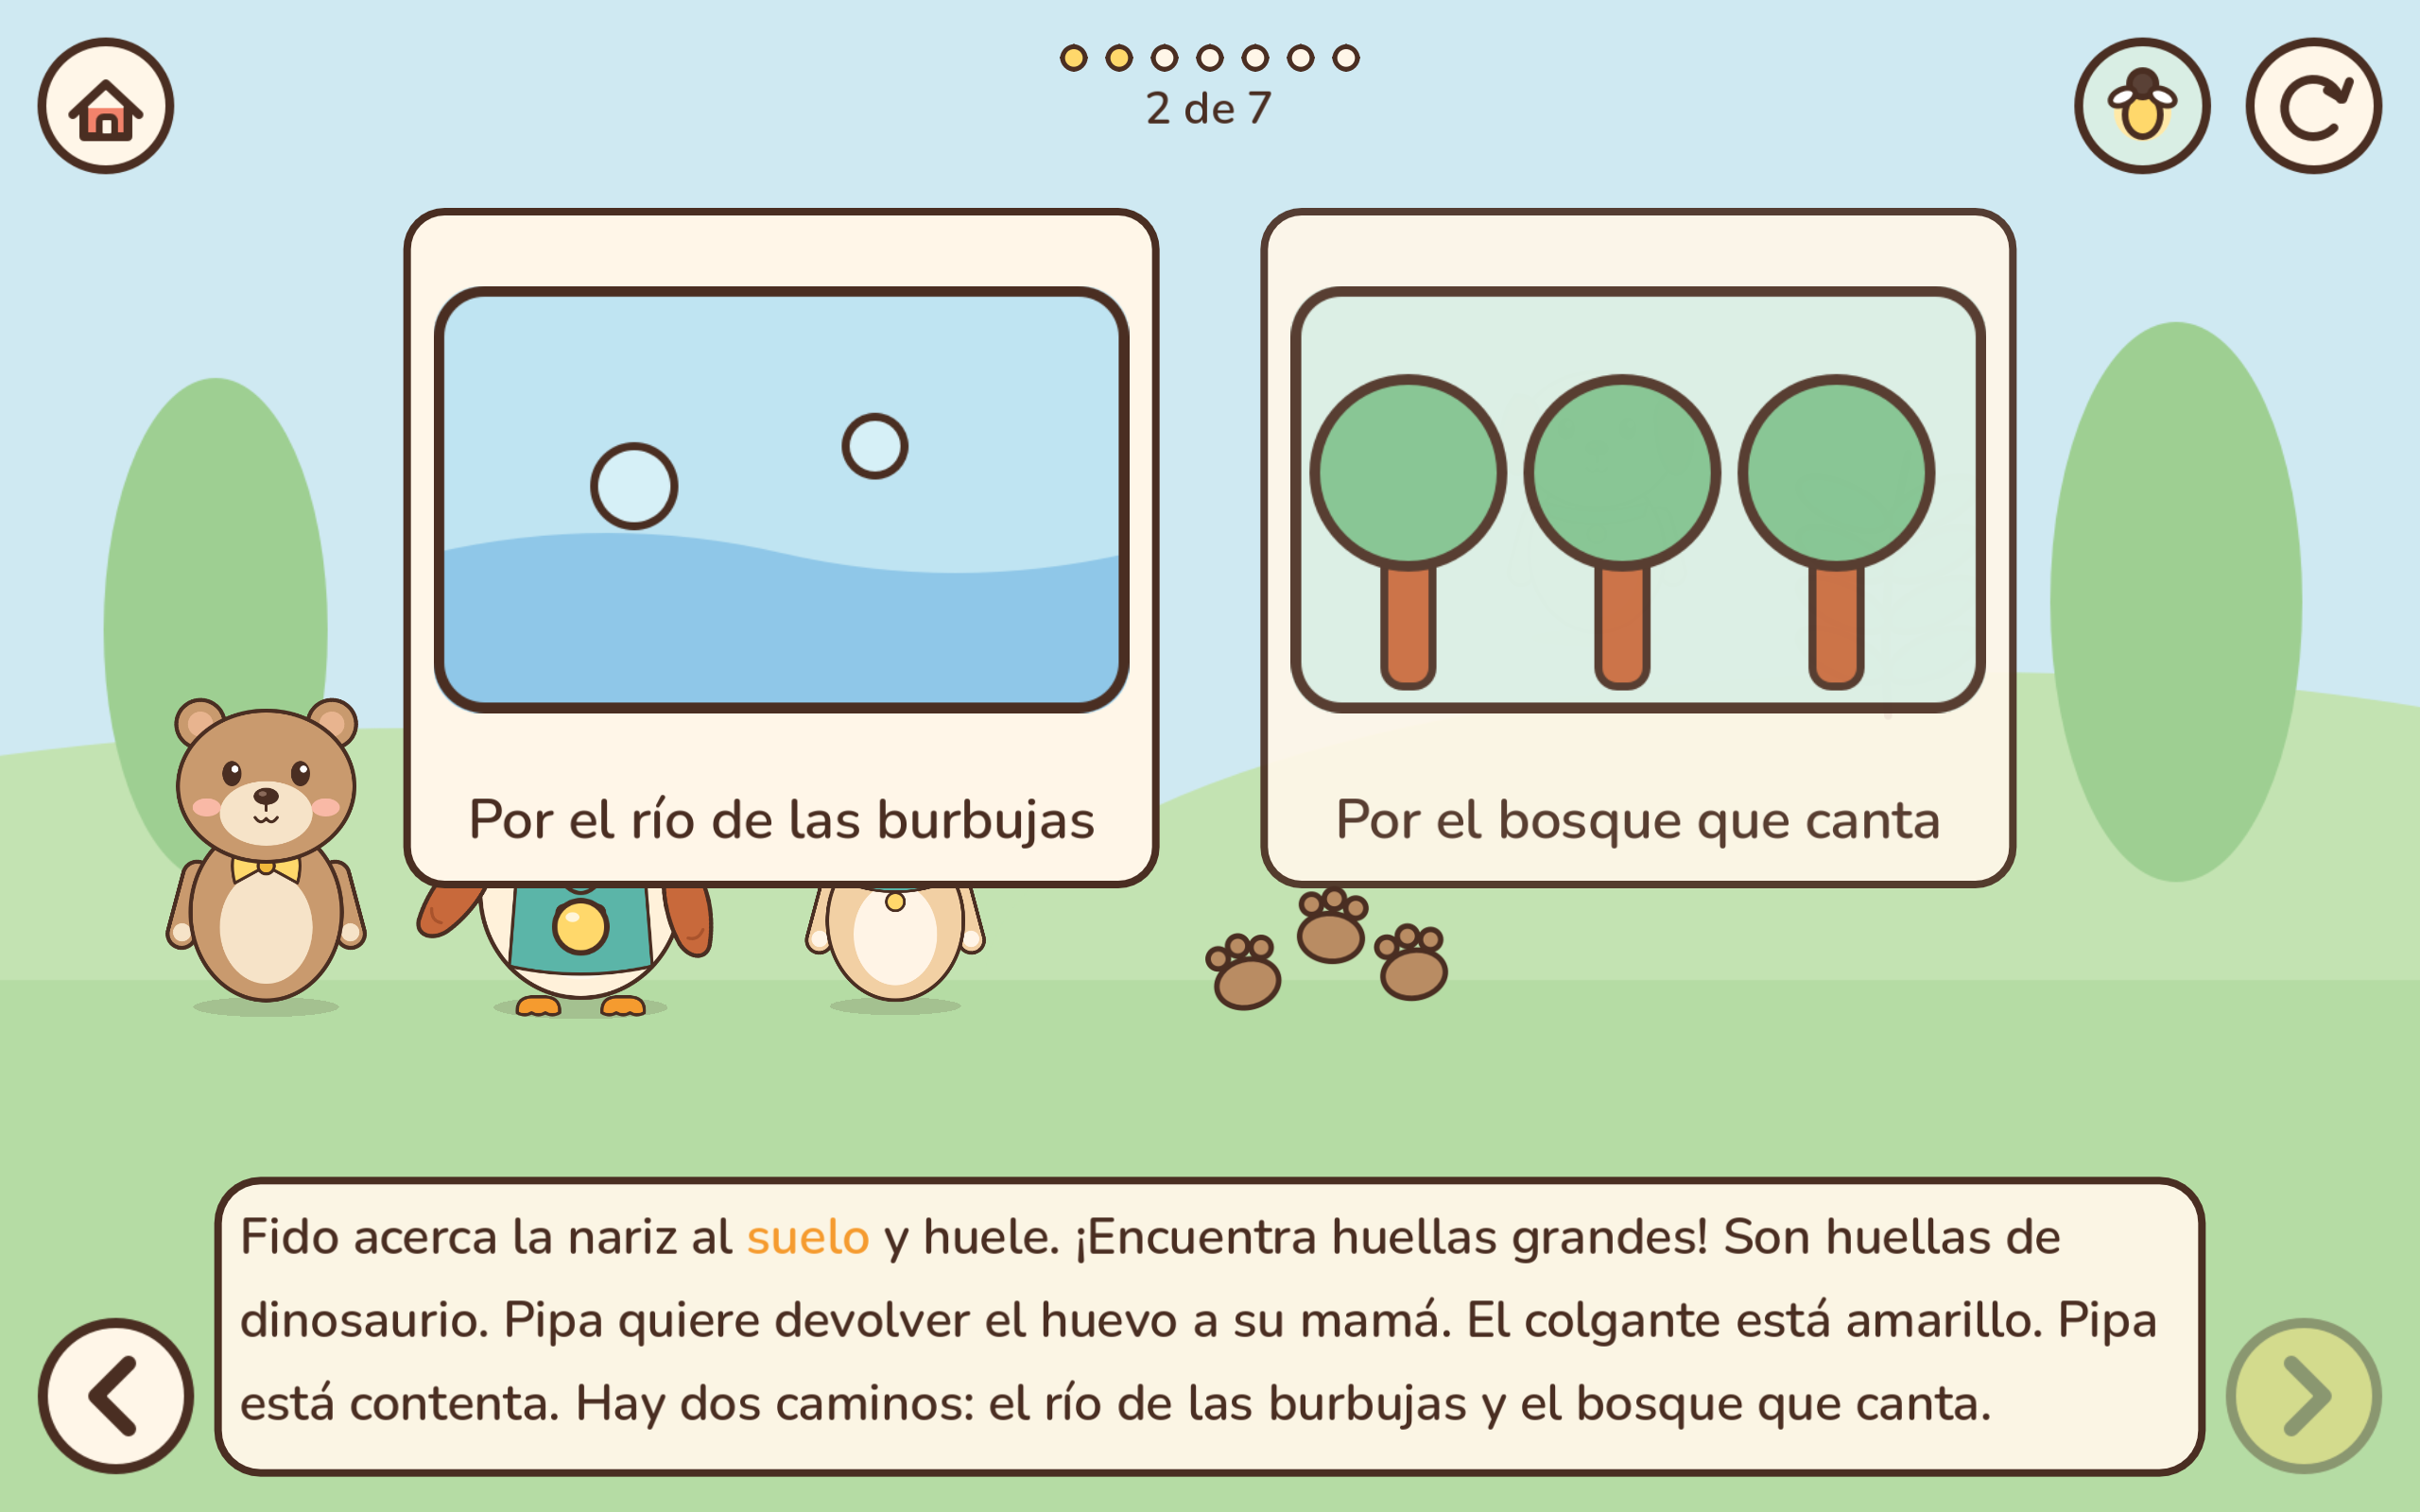 2 de 7
Por el río de las burbujas
Por el bosque que canta
Fido acerca la nariz al suelo y huele. ¡Encuentra huellas grandes! Son huellas de
dinosaurio. Pipa quiere devolver el huevo a su mamá. El colgante está amarillo. Pipa
está contenta. Hay dos caminos: el río de las burbujas y el bosque que canta.